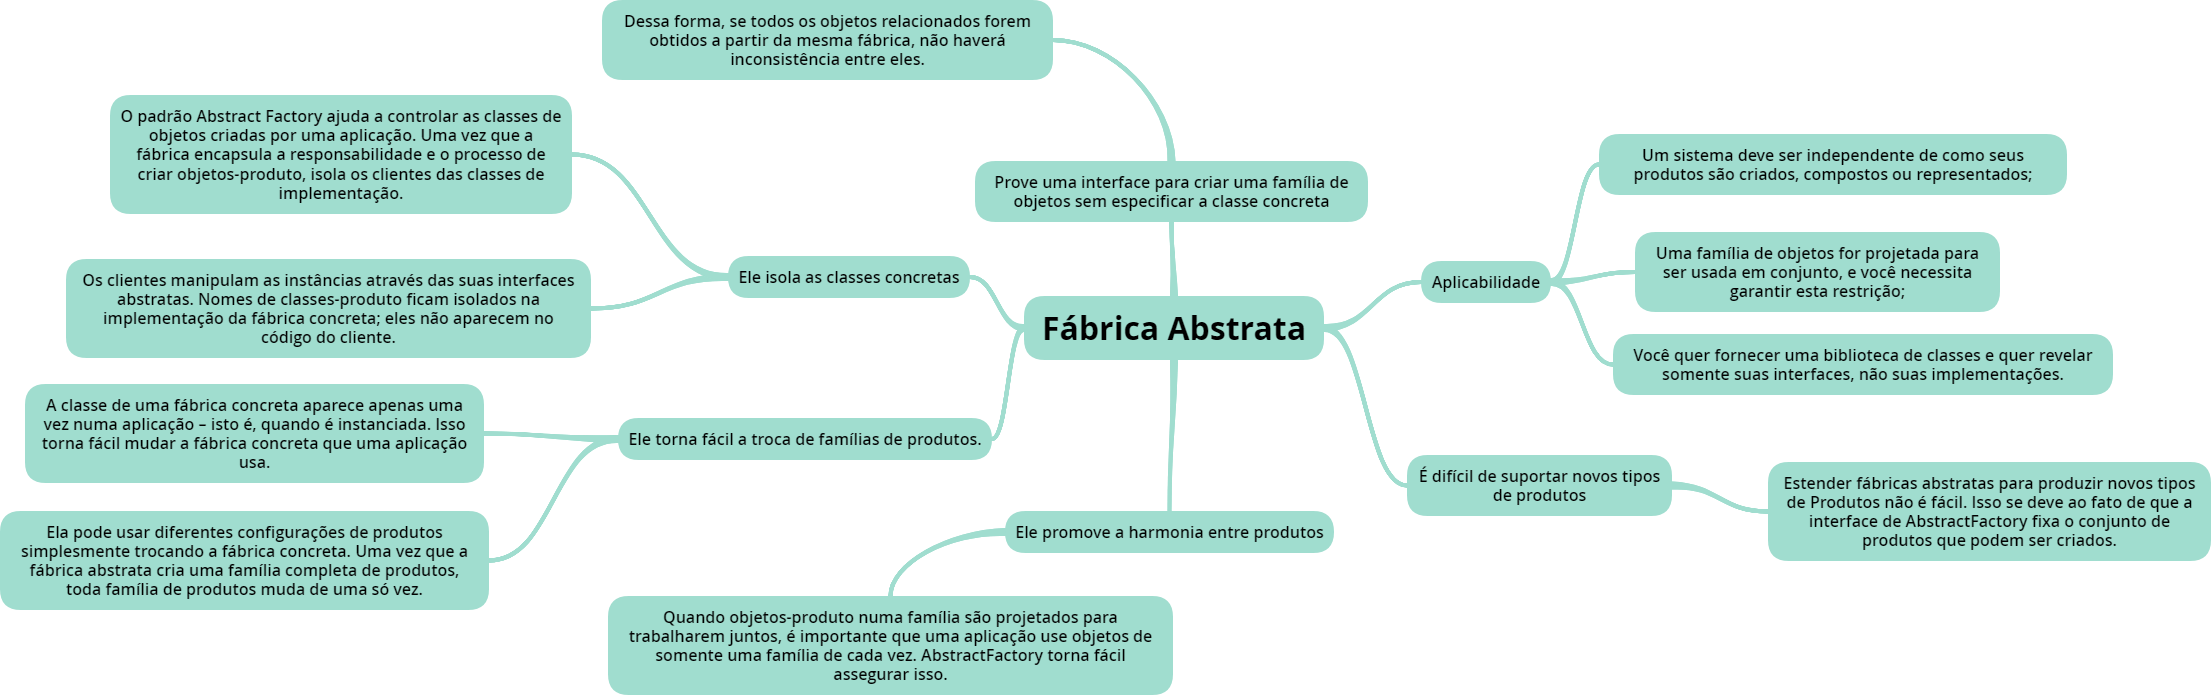 Dessa forma, se todos os objetos relacionados forem
obtidos a partir da mesma fábrica, não haverá
inconsistência entre eles.
O padrão Abstract Factory ajuda a controlar as classes de
objetos criadas por uma aplicação. Uma vez que a
fábrica encapsula a responsabilidade e o processo de
criar objetos-produto, isola os clientes das classes de
implementação.
Prove uma interface para criar uma família de
objetos sem especificar a classe concreta
Um sistema deve ser independente de como seus
produtos são criados, compostos ou representados;
Uma família de objetos for projetada para
ser usada em conjunto, e você necessita
garantir esta restrição;
Ele isola as classes concretas
Os clientes manipulam as instâncias através das suas interfaces
abstratas. Nomes de classes-produto ficam isolados na
implementação da fábrica concreta; eles não aparecem no
código do cliente.
Aplicabilidade
Fábrica Abstrata
Você quer fornecer uma biblioteca de classes e quer revelar
somente suas interfaces, não suas implementações.
A classe de uma fábrica concreta aparece apenas uma
vez numa aplicação – isto é, quando é instanciada. Isso
torna fácil mudar a fábrica concreta que uma aplicação
usa.
Ele torna fácil a troca de famílias de produtos.
É difícil de suportar novos tipos
de produtos
Estender fábricas abstratas para produzir novos tipos
de Produtos não é fácil. Isso se deve ao fato de que a
interface de AbstractFactory fixa o conjunto de
produtos que podem ser criados.
Ela pode usar diferentes configurações de produtos
simplesmente trocando a fábrica concreta. Uma vez que a
fábrica abstrata cria uma família completa de produtos,
toda família de produtos muda de uma só vez.
Ele promove a harmonia entre produtos
Quando objetos-produto numa família são projetados para
trabalharem juntos, é importante que uma aplicação use objetos de
somente uma família de cada vez. AbstractFactory torna fácil
assegurar isso.